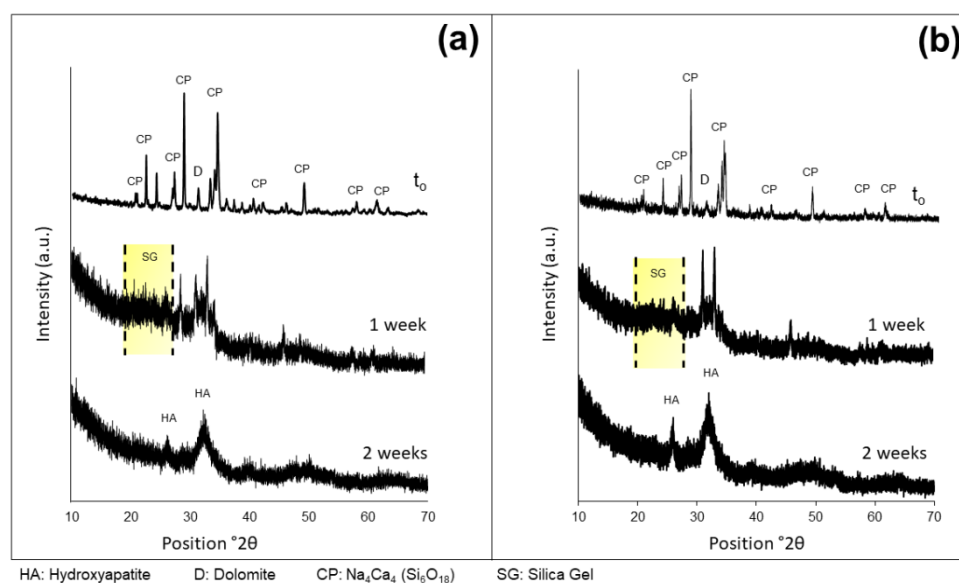 (a)
CP
CP
CP
CP
CP
CP
D
CP
CP
CP
t₀
SG
1 week
HA
HA
2 weeks
Intensity (a.u.)
10 20 30 40 50 60 70
Position °2θ
(b)
CP
CP
CP
CP
CP
D
CP
CP
CP
CP
t₀
SG
1 week
HA
HA
2 weeks
Intensity (a.u.)
10 20 30 40 50 60 70
Position °2θ
HA: Hydroxyapatite D: Dolomite CP: Na₄Ca₄ (Si₆O₁₈) SG: Silica Gel